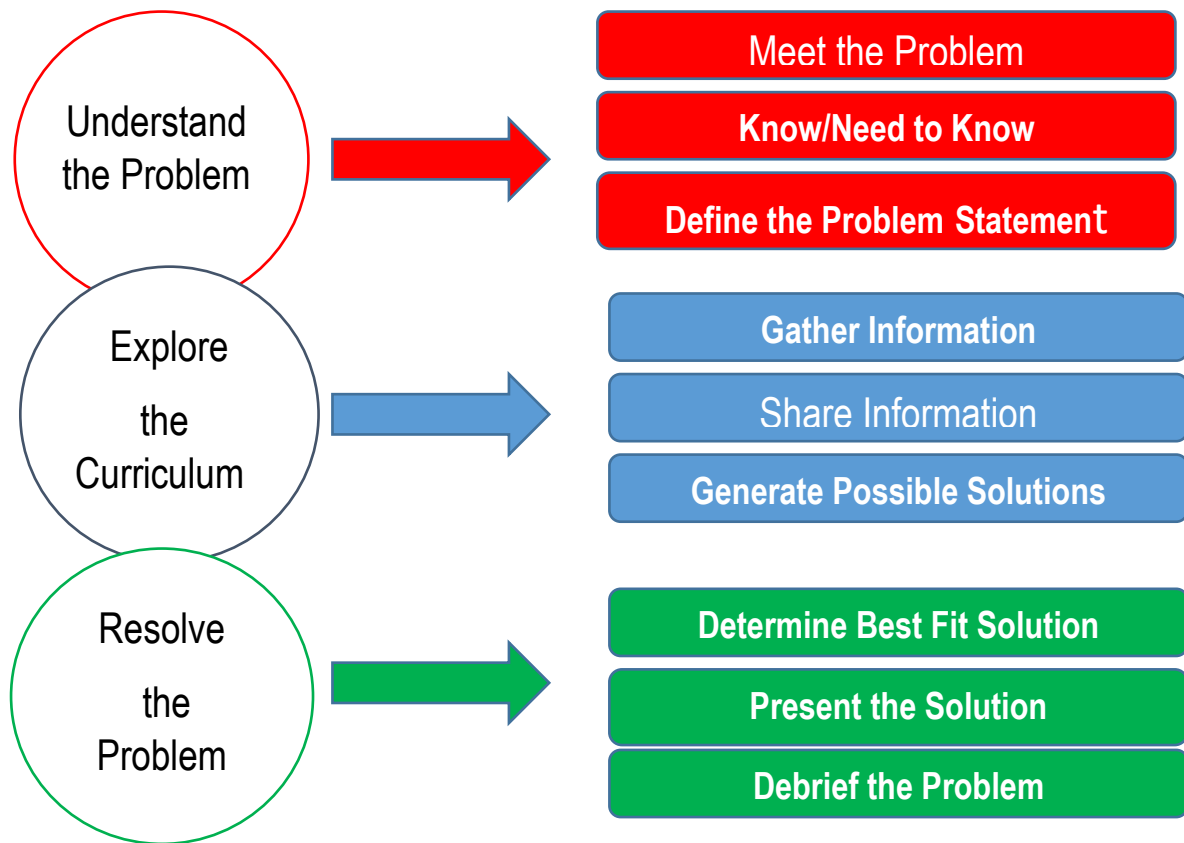 Understand
the Problem
Meet the Problem
Know/Need to Know
Define the Problem Statement
Explore
the
Curriculum
Gather Information
Share Information
Generate Possible Solutions
Resolve
the
Problem
Determine Best Fit Solution
Present the Solution
Debrief the Problem